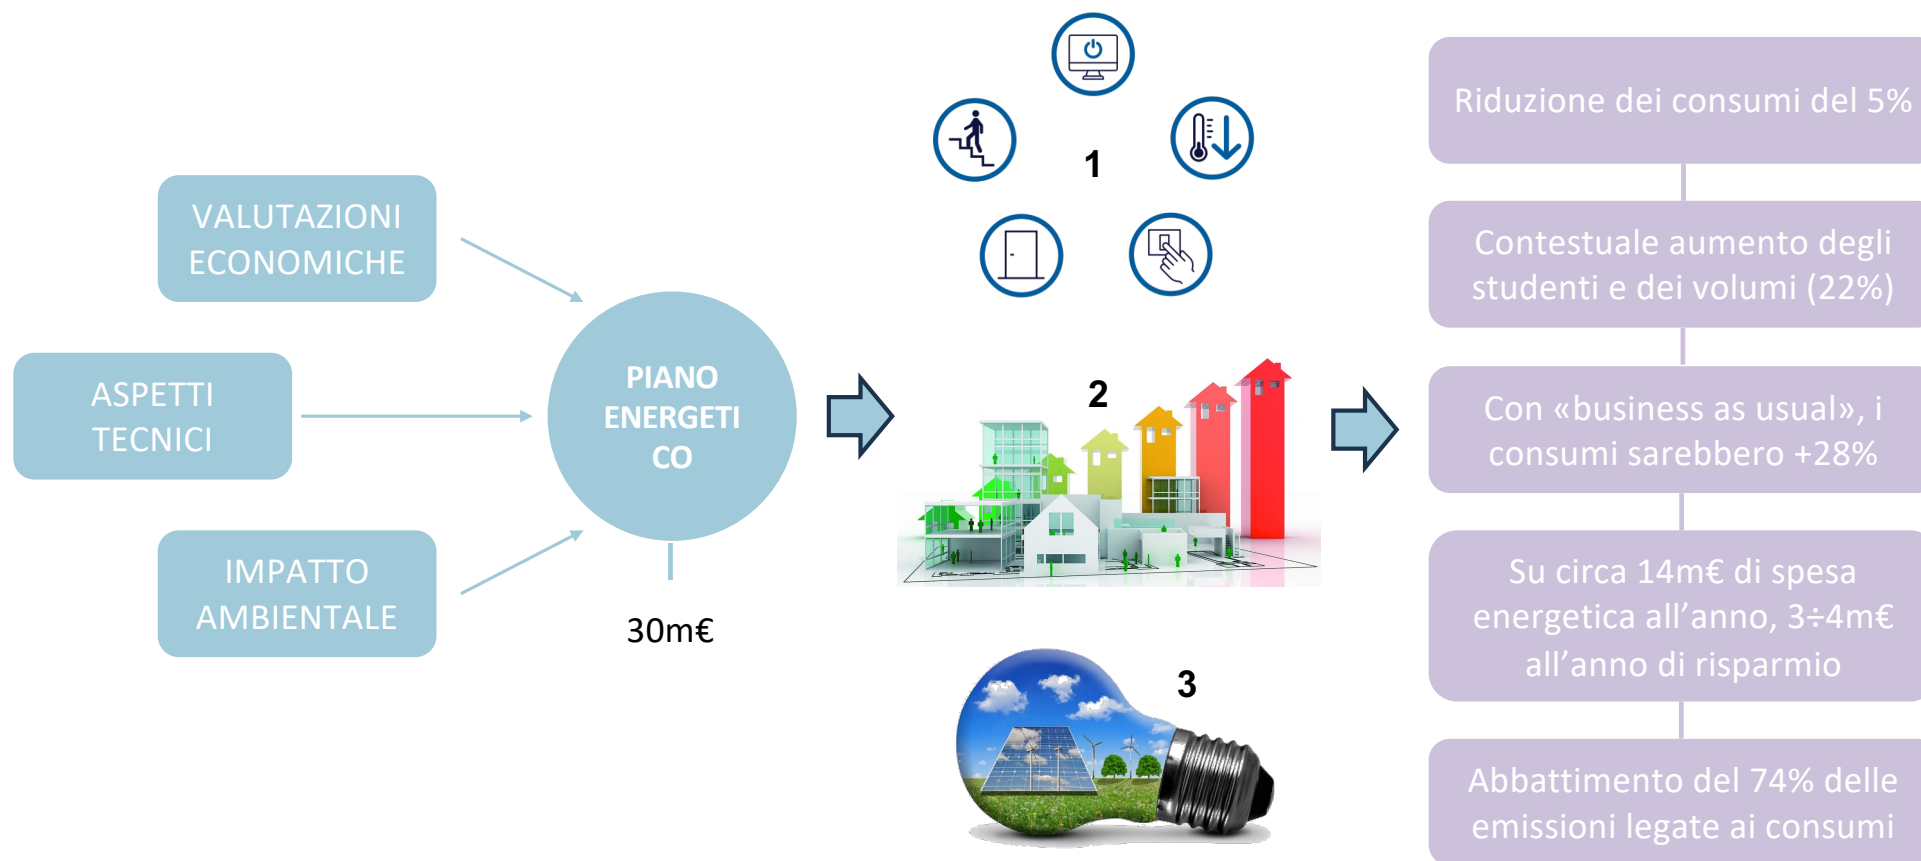 VALUTAZIONI
ECONOMICHE
ASPETTI
TECNICI
IMPATTO
AMBIENTALE
PIANO
ENERGETI
CO
30m€
1
2
3
Riduzione dei consumi del 5%
Contestuale aumento degli
studenti e dei volumi (22%)
Con «business as usual», i
consumi sarebbero +28%
Su circa 14m€ di spesa
energetica all’anno, 3÷4m€
all’anno di risparmio
Abbattimento del 74% delle
emissioni legate ai consumi